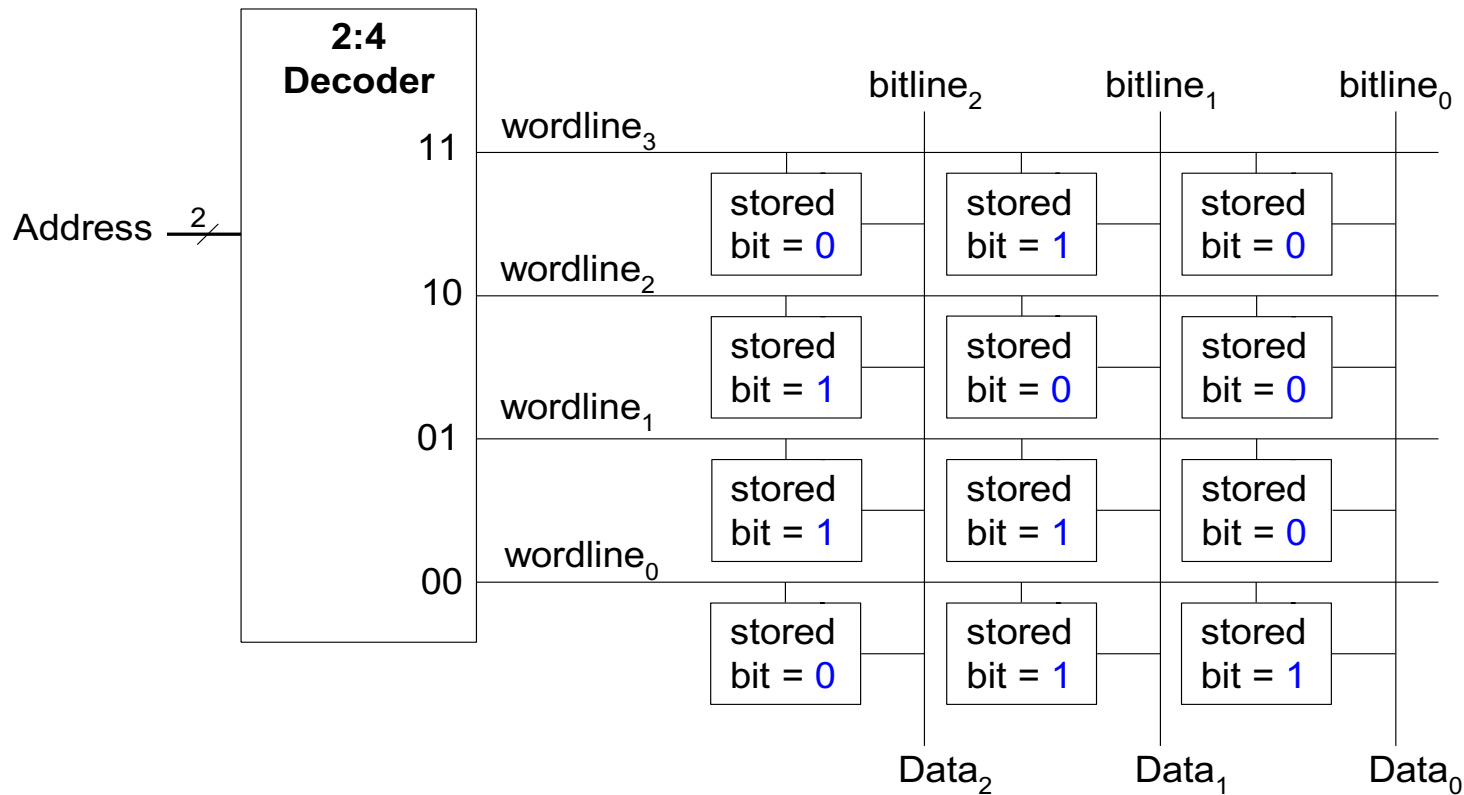 2:4
Decoder
bitline₂ bitline₁ bitline₀
wordline₃
11
stored stored stored
bit = 0 bit = 1 bit = 0
Address 2
wordline₂
10
stored stored stored
bit = 1 bit = 0 bit = 0
wordline₁
01
stored stored stored
bit = 1 bit = 1 bit = 0
wordline₀
00
stored stored stored
bit = 0 bit = 1 bit = 1
Data₂ Data₁ Data₀